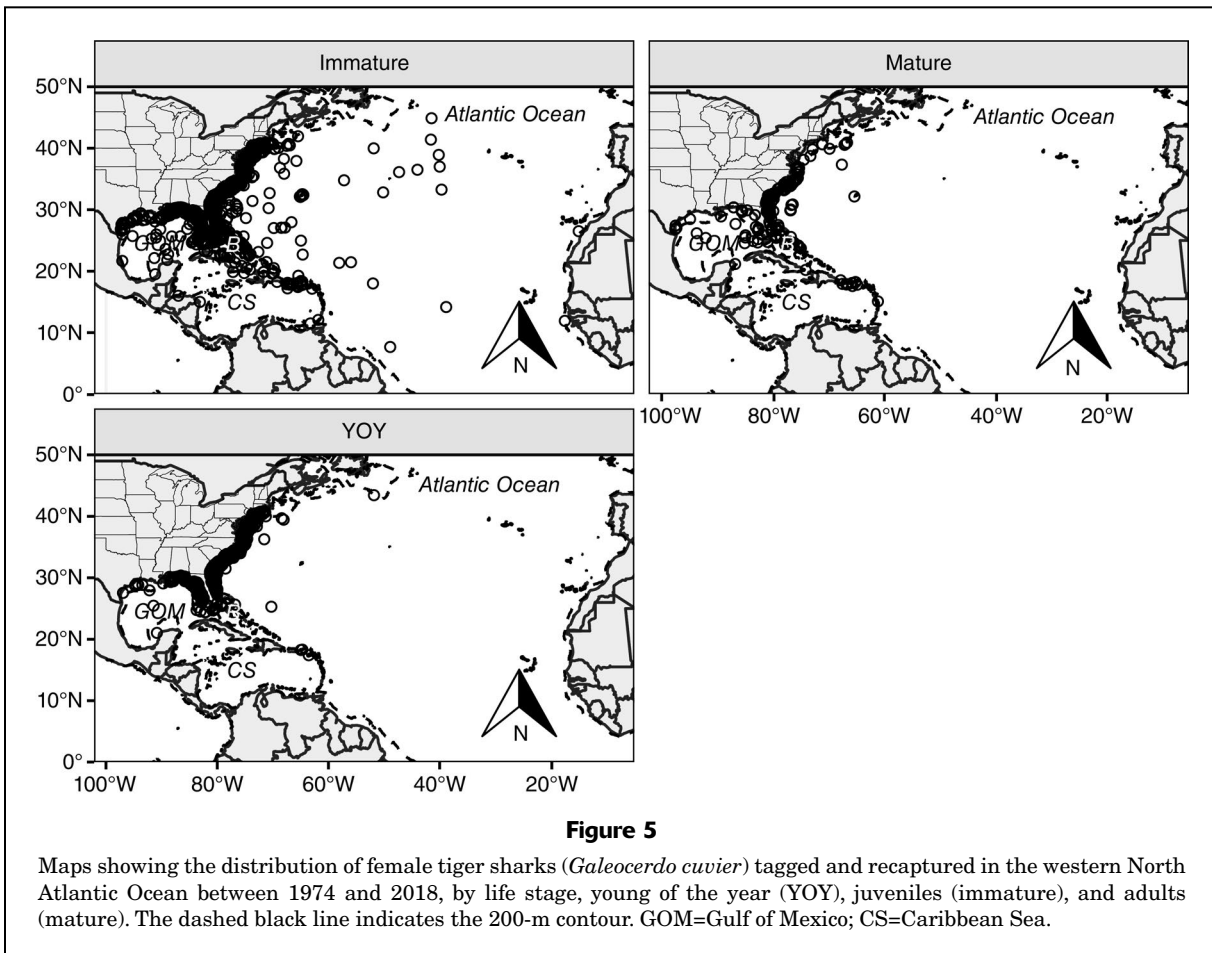 Immature
Mature
50°N
40°N
30°N
20°N
10°N
0°
Atlantic Ocean
GOM
B
CS
N
Atlantic Ocean
GOM
B
CS
N
100°W 80°W 60°W 40°W 20°W
YOY
50°N
40°N
30°N
20°N
10°N
0°
Atlantic Ocean
GOM
B
CS
N
100°W 80°W 60°W 40°W 20°W
Figure 5
Maps showing the distribution of female tiger sharks (Galeocerdo cuvier) tagged and recaptured in the western North
Atlantic Ocean between 1974 and 2018, by life stage, young of the year (YOY), juveniles (immature), and adults
(mature). The dashed black line indicates the 200-m contour. GOM=Gulf of Mexico; CS=Caribbean Sea.